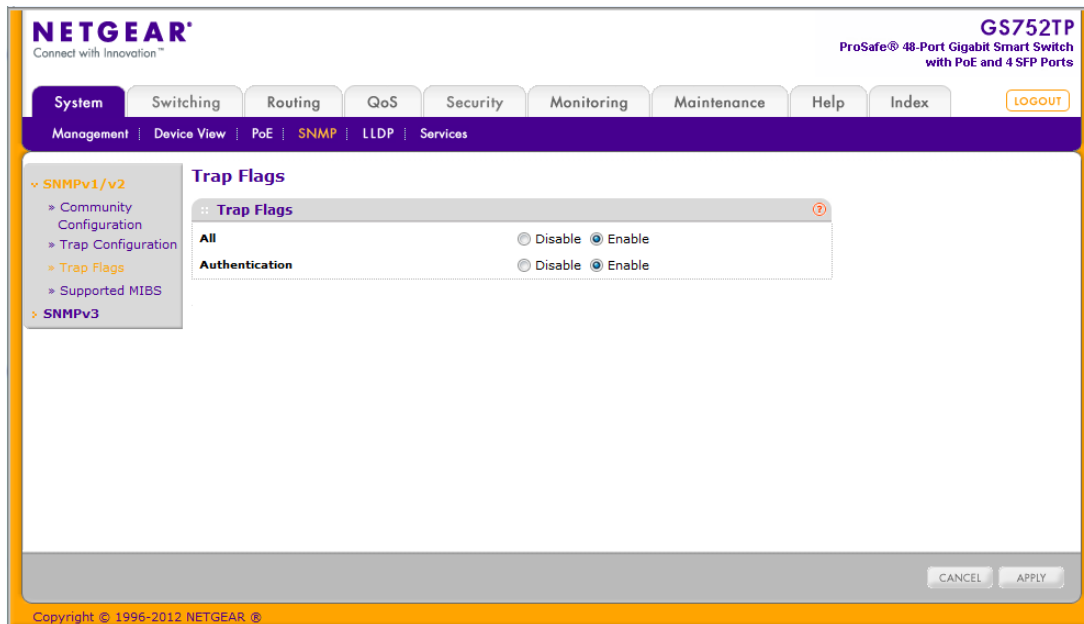 NETGEAR®
Connect with Innovation™
GS752TP
ProSafe® 48-Port Gigabit Smart Switch
with PoE and 4 SFP Ports
System Switching Routing QoS Security Monitoring Maintenance Help Index LOGOUT
Management Device View PoE SNMP LLDP Services
SNMPv1/v2
» Community
Configuration
» Trap Configuration
» Trap Flags
» Supported MIBS
SNMPv3
Trap Flags
Trap Flags ?
All Disable Enable
Authentication Disable Enable
CANCEL APPLY
Copyright © 1996-2012 NETGEAR ®